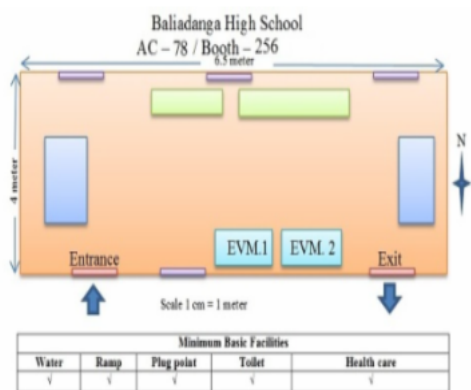 Baliadanga High School
AC – 78 / Booth – 256
6.5 meter
4 meter
N
EVM.1 EVM. 2
Entrance Exit
Scale 1 cm = 1 meter
Minimum Basic Facilities
Water Ramp Plug point Toilet Health care
√ √ √ √ √